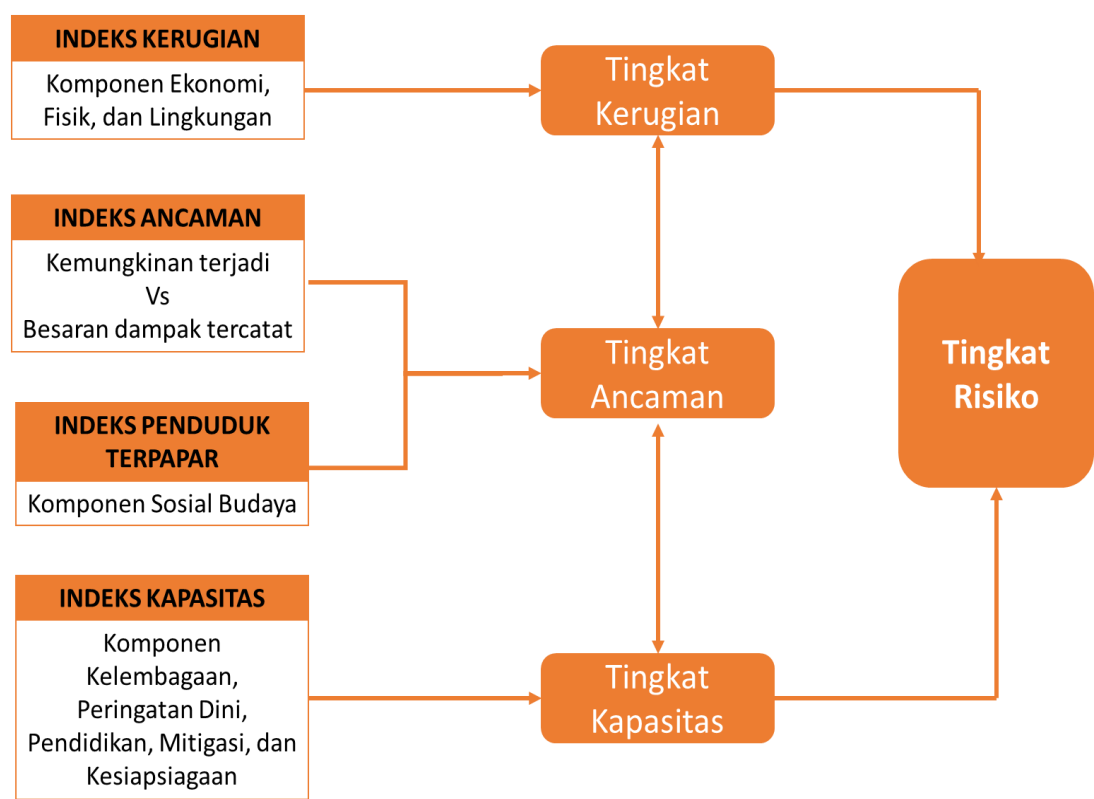 INDEKS KERUGIAN
Komponen Ekonomi,
Fisik, dan Lingkungan
INDEKS ANCAMAN
Kemungkinan terjadi
Vs
Besaran dampak tercatat
INDEKS PENDUDUK
TERPAPAR
Komponen Sosial Budaya
INDEKS KAPASITAS
Komponen
Kelembagaan,
Peringatan Dini,
Pendidikan, Mitigasi, dan
Kesiapsiagaan
Tingkat
Kerugian
Tingkat
Ancaman
Tingkat
Kapasitas
Tingkat
Risiko